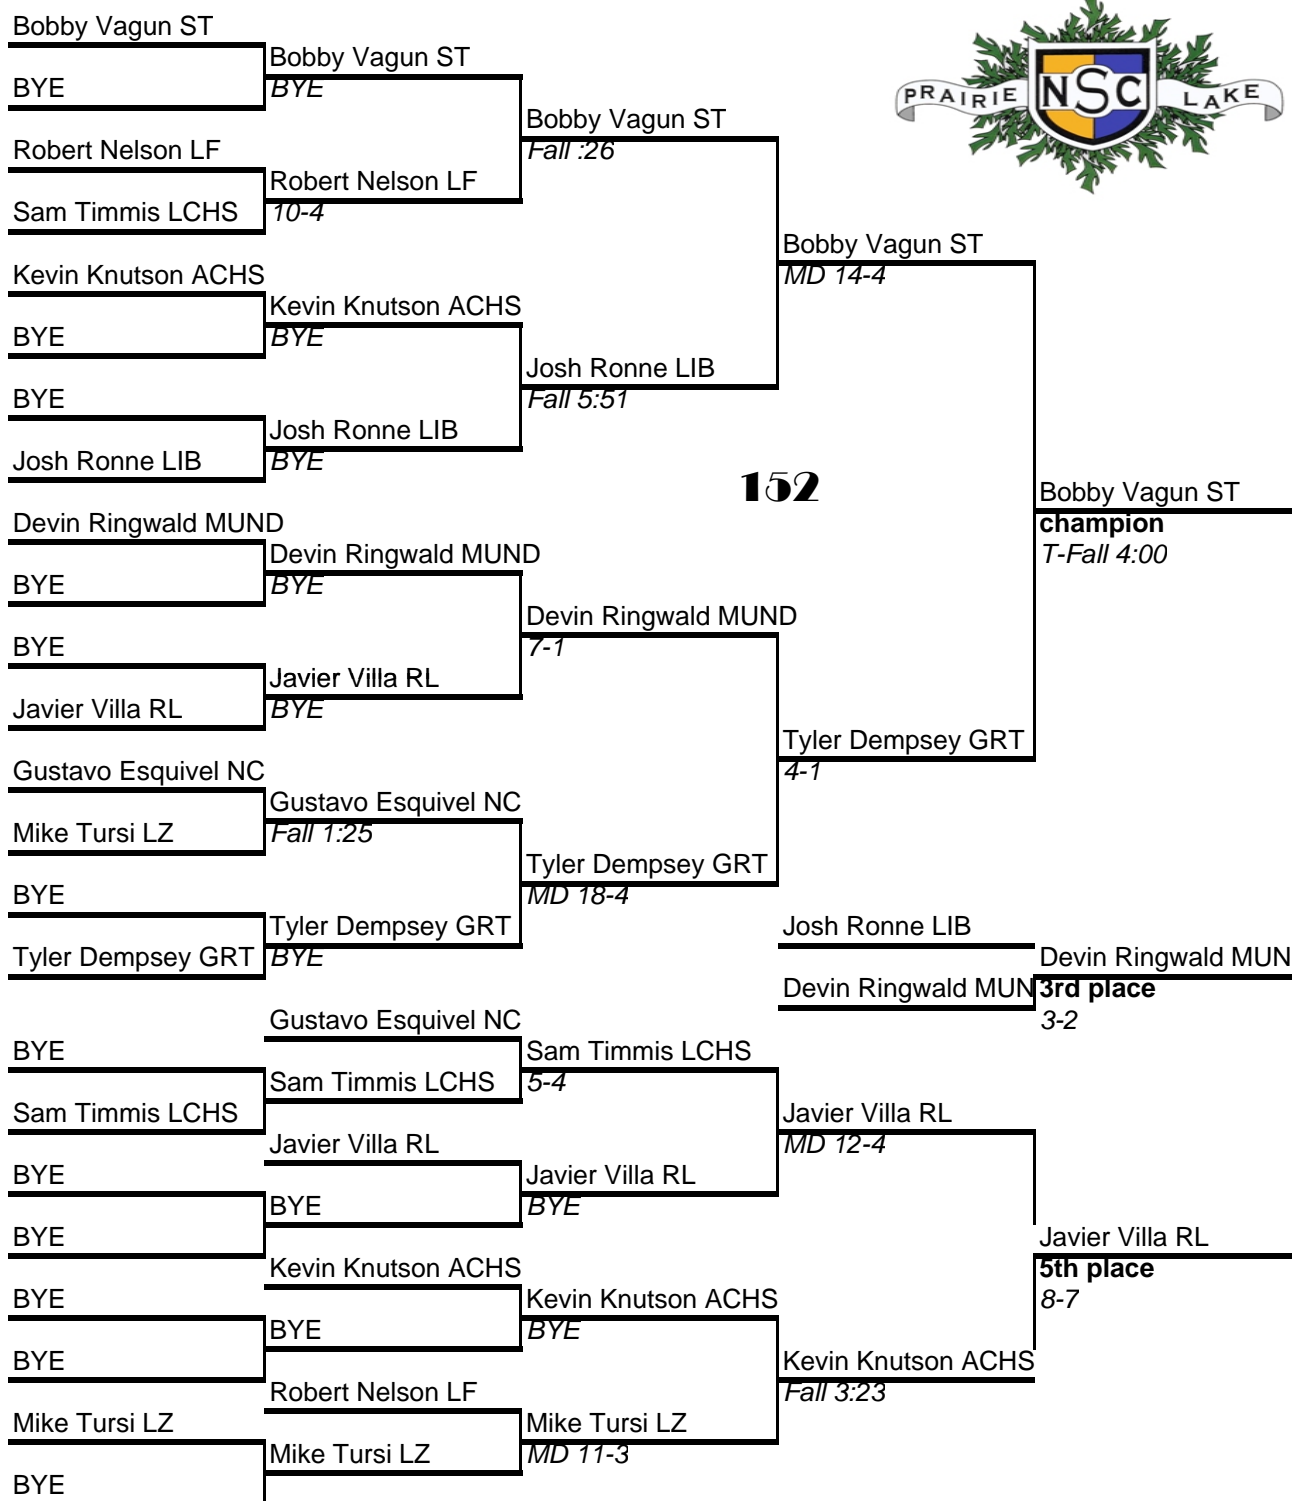 Bobby Vagun ST
BYE
Robert Nelson LF
Sam Timmis LCHS
Kevin Knutson ACHS
BYE
BYE
Josh Ronne LIB
Devin Ringwald MUND
BYE
BYE
Javier Villa RL
Gustavo Esquivel NC
Mike Tursi LZ
BYE
Tyler Dempsey GRT
Bobby Vagun ST
BYE
Robert Nelson LF
10-4
Kevin Knutson ACHS
BYE
Josh Ronne LIB
BYE
Devin Ringwald MUND
BYE
Javier Villa RL
BYE
Gustavo Esquivel NC
Fall 1:25
Tyler Dempsey GRT
BYE
Bobby Vagun ST
Fall :26
Josh Ronne LIB
Fall 5:51
Devin Ringwald MUND
7-1
Tyler Dempsey GRT
MD 18-4
Bobby Vagun ST
MD 14-4
Tyler Dempsey GRT
4-1
PRAIRIE NSC LAKE
152
Bobby Vagun ST
champion
T-Fall 4:00
Josh Ronne LIB
Devin Ringwald MUN
Devin Ringwald MUN
3rd place
3-2
BYE
Sam Timmis LCHS
BYE
BYE
BYE
BYE
Mike Tursi LZ
BYE
Gustavo Esquivel NC
Sam Timmis LCHS
Javier Villa RL
BYE
Kevin Knutson ACHS
BYE
Robert Nelson LF
Mike Tursi LZ
Sam Timmis LCHS
5-4
Javier Villa RL
BYE
Kevin Knutson ACHS
BYE
Mike Tursi LZ
MD 11-3
Javier Villa RL
MD 12-4
Kevin Knutson ACHS
Fall 3:23
Javier Villa RL
5th place
8-7